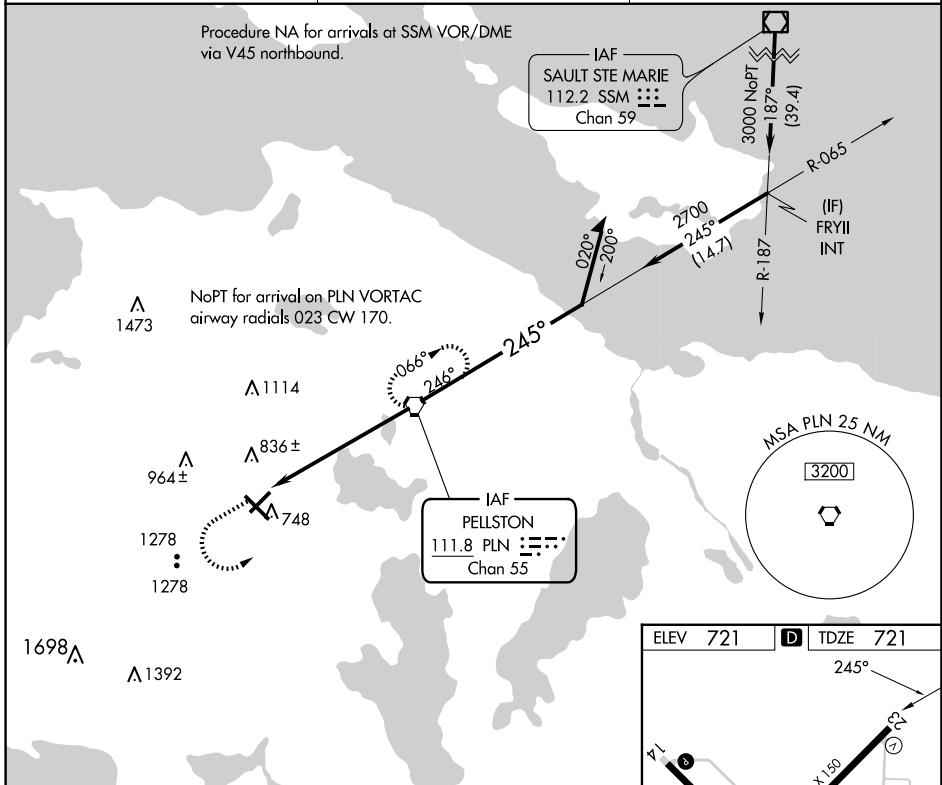 Procedure NA for arrivals at SSM VOR/DME
via V45 northbound.
IAF
SAULT STE MARIE
112.2 SSM
Chan 59
3000 NoPT
187°
(39.4)
R-065
(IF)
FRYII
INT
2700
245°
(14.7)
R-187
020°
200°
NoPT for arrival on PLN VORTAC
airway radials 023 CW 170.
1473
245°
066°
246°
1114
836±
964±
748
1278
1278
IAF
PELLSTON
111.8 PLN
Chan 55
MSA PLN 25 NM
3200
1698
1392
ELEV 721 D TDZE 721
245°
23
V
14
P
X 150